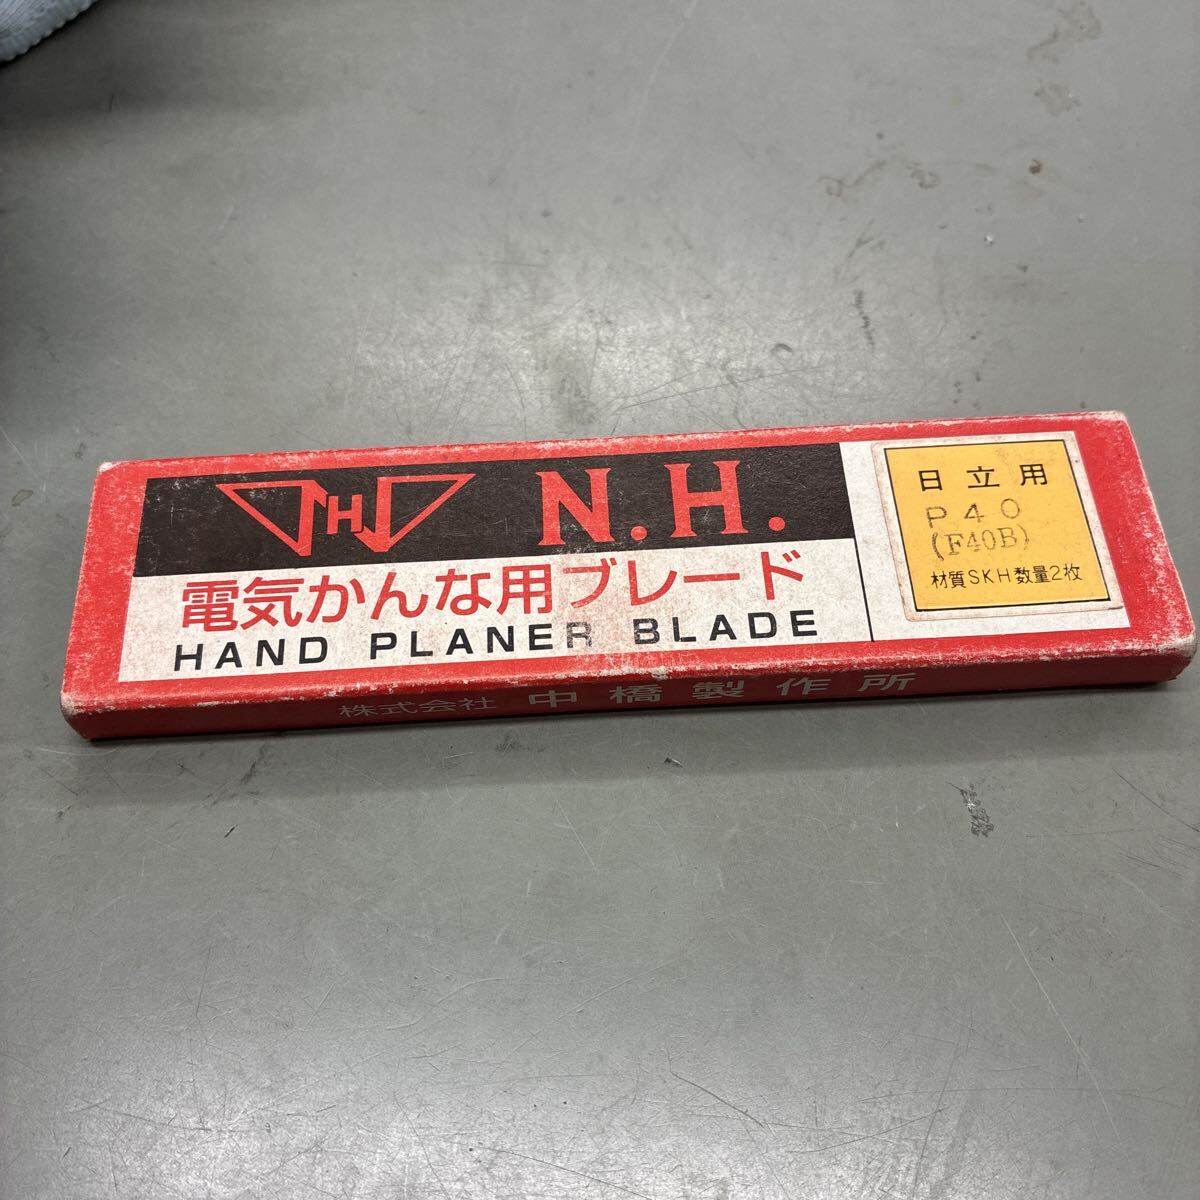 NHJ
N.H.
電気かんな用ブレード
HAND PLANER BLADE
日立用
P40
(F40B)
材質SKH数量2枚
株式会社 中橋製作所